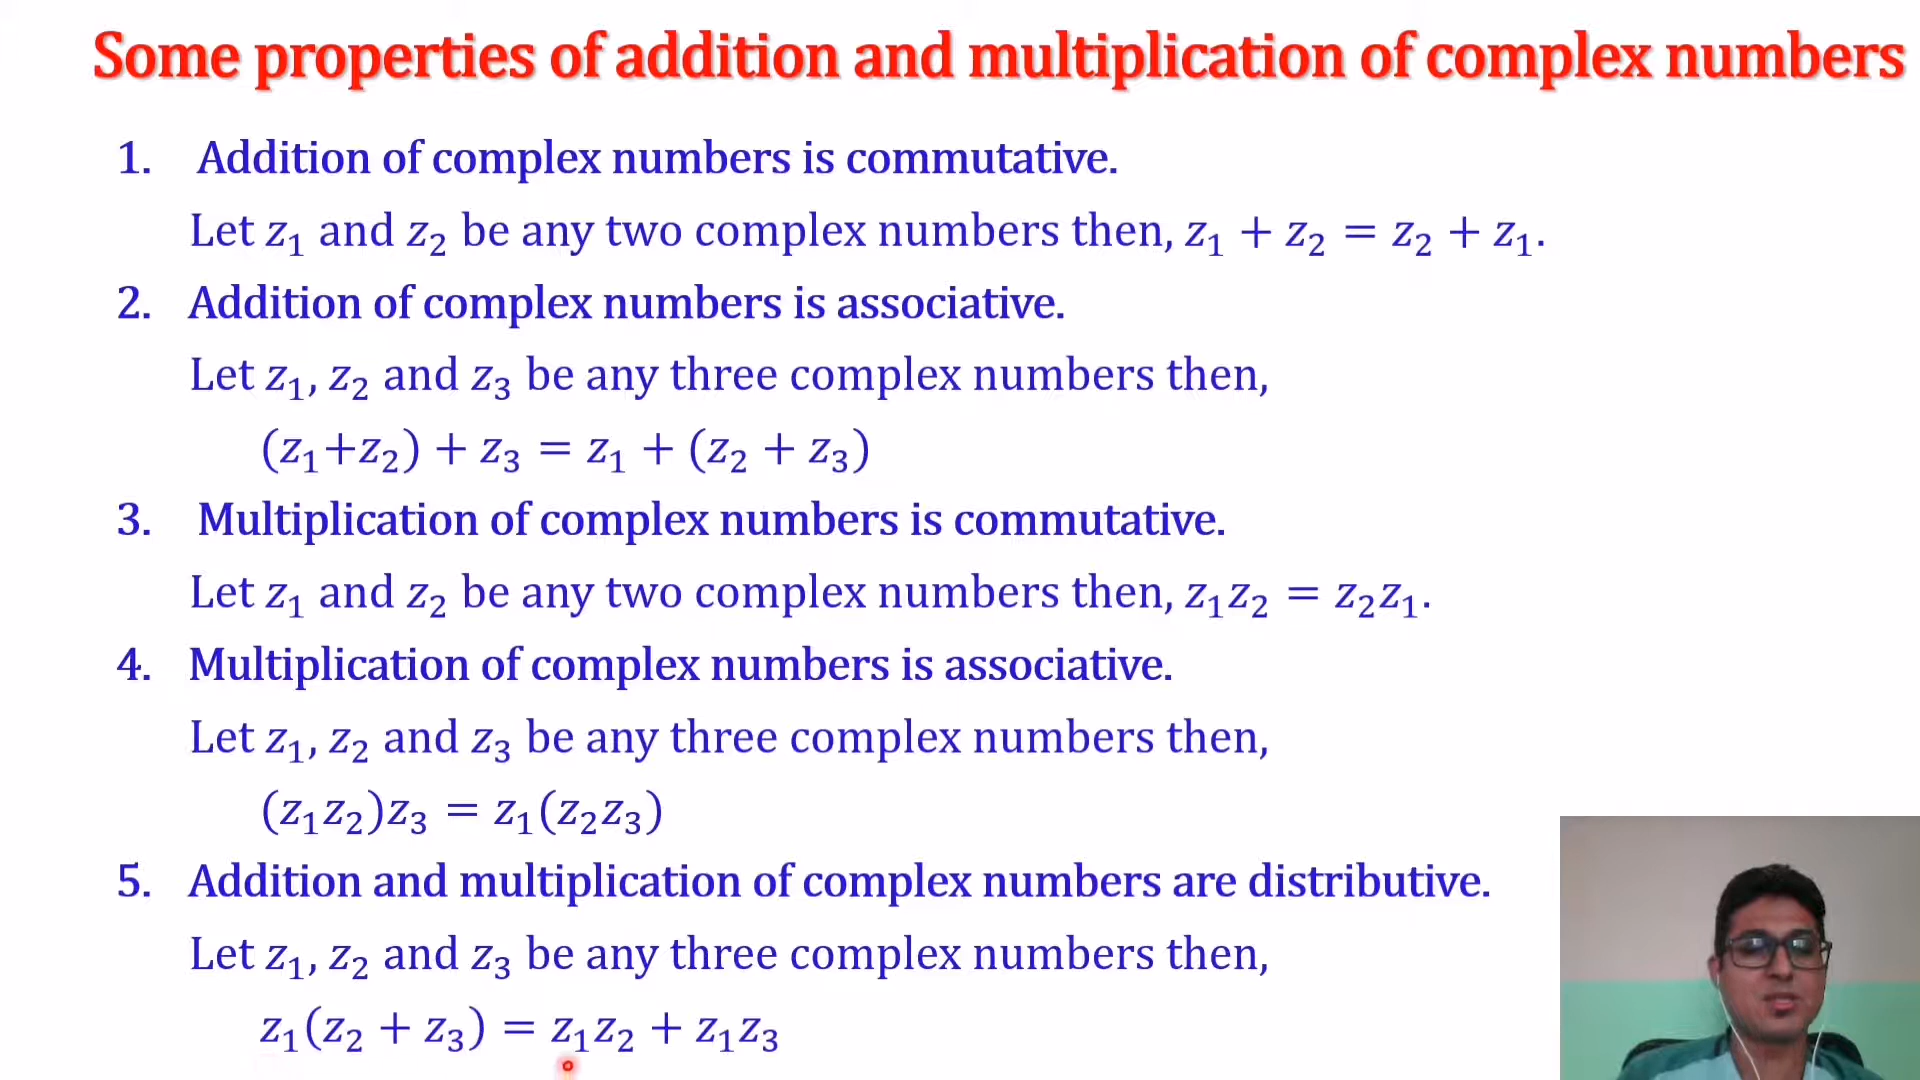 Some properties of addition and multiplication of complex numbers
1. Addition of complex numbers is commutative.
Let z₁ and z₂ be any two complex numbers then, z₁ + z₂ = z₂ + z₁.
2. Addition of complex numbers is associative.
Let z₁, z₂ and z₃ be any three complex numbers then,
(z₁+z₂) + z₃ = z₁ + (z₂ + z₃)
3. Multiplication of complex numbers is commutative.
Let z₁ and z₂ be any two complex numbers then, z₁z₂ = z₂z₁.
4. Multiplication of complex numbers is associative.
Let z₁, z₂ and z₃ be any three complex numbers then,
(z₁z₂)z₃ = z₁(z₂z₃)
5. Addition and multiplication of complex numbers are distributive.
Let z₁, z₂ and z₃ be any three complex numbers then,
z₁(z₂ + z₃) = z₁z₂ + z₁z₃